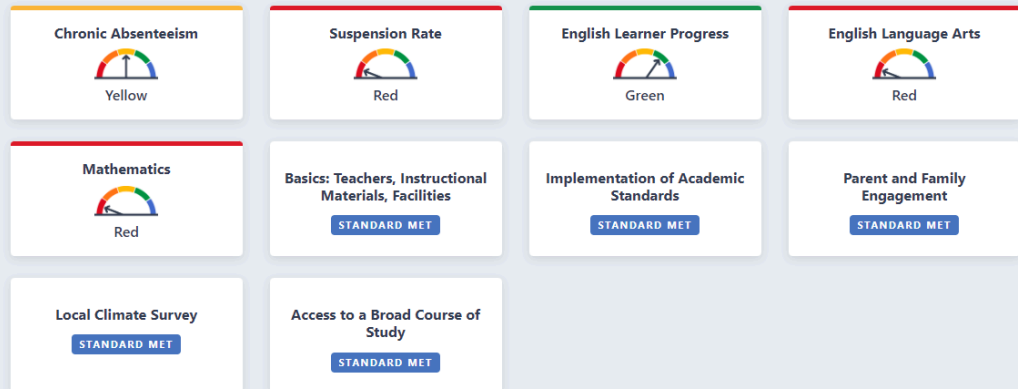 Chronic Absenteeism
Yellow
Suspension Rate
Red
English Learner Progress
Green
English Language Arts
Red
Mathematics
Red
Basics: Teachers, Instructional
Materials, Facilities
STANDARD MET
Implementation of Academic
Standards
STANDARD MET
Parent and Family
Engagement
STANDARD MET
Local Climate Survey
STANDARD MET
Access to a Broad Course of
Study
STANDARD MET